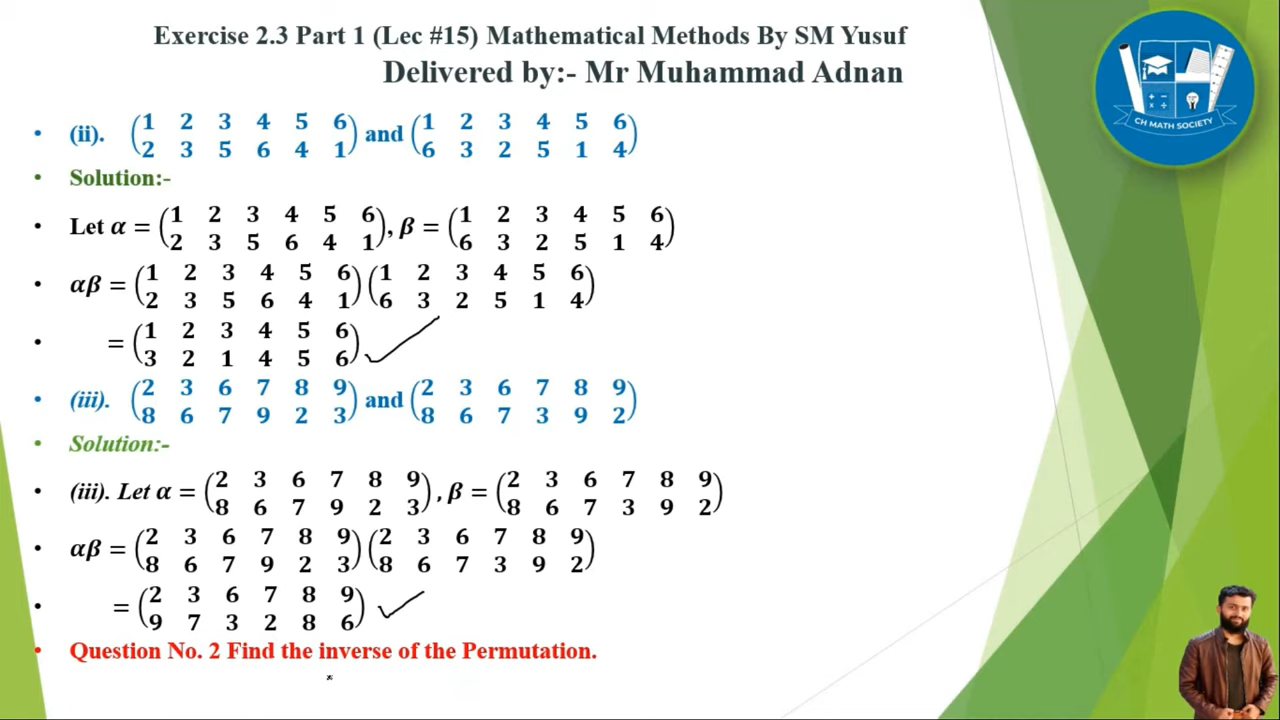 Exercise 2.3 Part 1 (Lec #15) Mathematical Methods By SM Yusuf
Delivered by:- Mr Muhammad Adnan
CH MATH SOCIETY
• (ii). (1 2 3 4 5 6) and (1 2 3 4 5 6)
2 3 5 6 4 1 6 3 2 5 1 4
• Solution:-
• Let α = (1 2 3 4 5 6), β = (1 2 3 4 5 6)
2 3 5 6 4 1 6 3 2 5 1 4
• αβ = (1 2 3 4 5 6)(1 2 3 4 5 6)
2 3 5 6 4 1 6 3 2 5 1 4
• = (1 2 3 4 5 6)
3 2 1 4 5 6
• (iii). (2 3 6 7 8 9) and (2 3 6 7 8 9)
8 6 7 9 2 3 8 6 7 3 9 2
• Solution:-
• (iii). Let α = (2 3 6 7 8 9), β = (2 3 6 7 8 9)
8 6 7 9 2 3 8 6 7 3 9 2
• αβ = (2 3 6 7 8 9)(2 3 6 7 8 9)
8 6 7 9 2 3 8 6 7 3 9 2
• = (2 3 6 7 8 9)
9 7 3 2 8 6
• Question No. 2 Find the inverse of the Permutation.